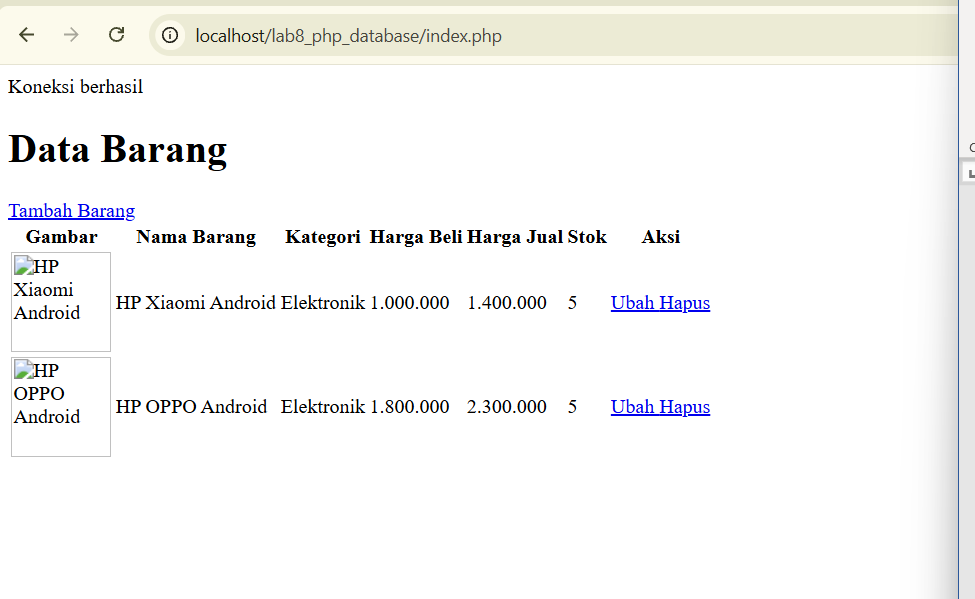 localhost/lab8_php_database/index.php
Koneksi berhasil
Data Barang
Tambah Barang
Gambar Nama Barang Kategori Harga Beli Harga Jual Stok Aksi
HP
Xiaomi
Android
HP Xiaomi Android Elektronik 1.000.000 1.400.000 5 Ubah Hapus
HP
OPPO
Android
HP OPPO Android Elektronik 1.800.000 2.300.000 5 Ubah Hapus